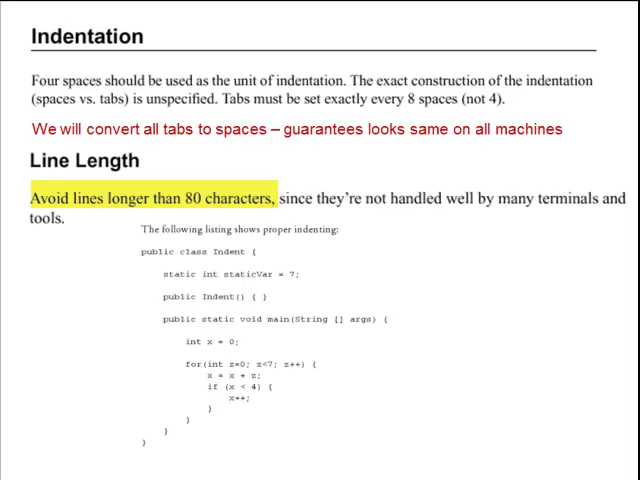 Indentation
Four spaces should be used as the unit of indentation. The exact construction of the indentation
(spaces vs. tabs) is unspecified. Tabs must be set exactly every 8 spaces (not 4).
We will convert all tabs to spaces – guarantees looks same on all machines
Line Length
Avoid lines longer than 80 characters, since they're not handled well by many terminals and
tools.
The following listing shows proper indenting:
public class Indent {
static int staticVar = 7;
public Indent() { }
public static void main(String [] args) {
int x = 0;
for(int z=0; z<7; z++) {
x = x + z;
if (x < 4) {
x++;
}
}
}
}